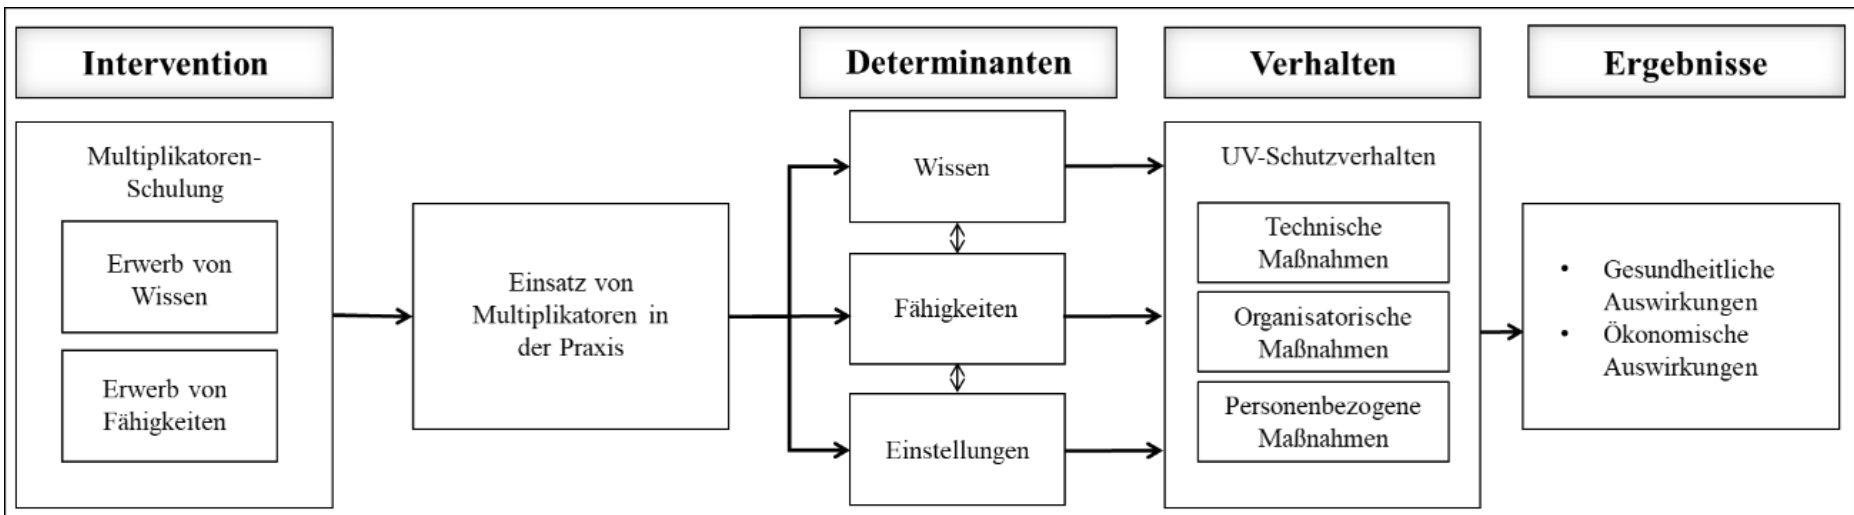 Intervention
Determinanten
Verhalten
Ergebnisse
Multiplikatoren-
Schulung
Erwerb von
Wissen
Erwerb von
Fähigkeiten
Einsatz von
Multiplikatoren in
der Praxis
Wissen
Fähigkeiten
Einstellungen
UV-Schutzverhalten
Technische
Maßnahmen
Organisatorische
Maßnahmen
Personenbezogene
Maßnahmen
• Gesundheitliche
Auswirkungen
• Ökonomische
Auswirkungen